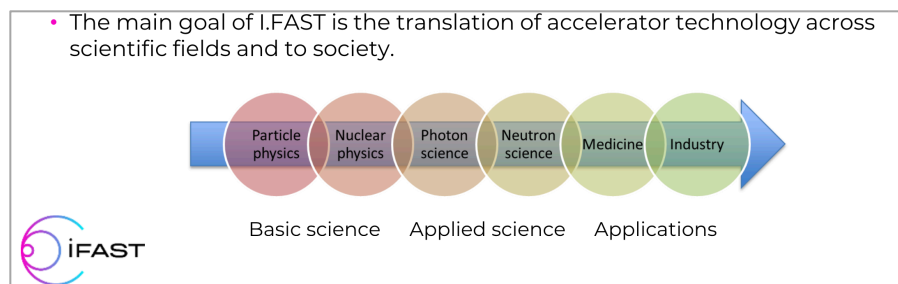 • The main goal of I.FAST is the translation of accelerator technology across
scientific fields and to society.
Particle physics
Nuclear physics
Photon science
Neutron science
Medicine
Industry
Basic science
Applied science
Applications
iFAST